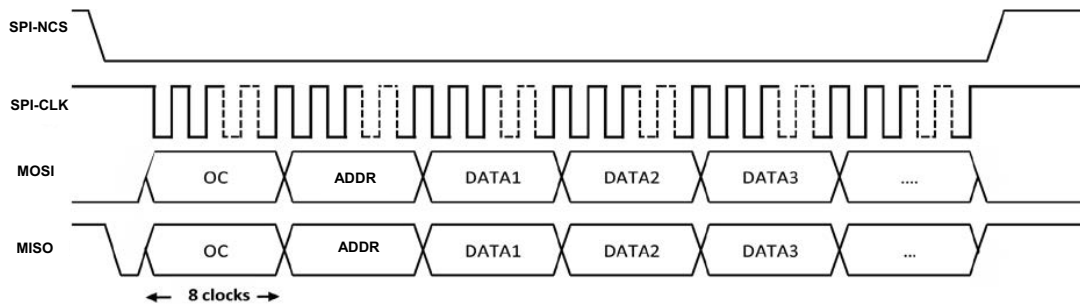 SPI-NCS
SPI-CLK
MOSI OC ADDR DATA1 DATA2 DATA3 ....
MISO OC ADDR DATA1 DATA2 DATA3 ...
8 clocks